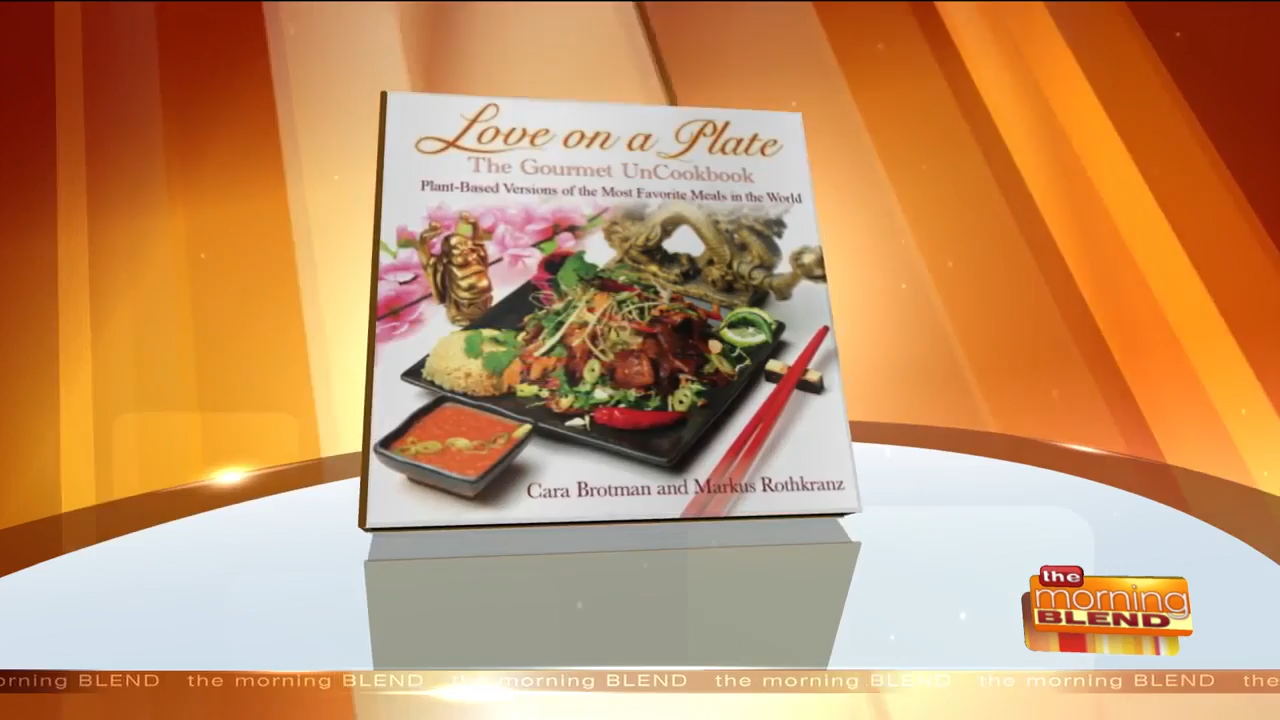 Love on a Plate
The Gourmet UnCookbook
Plant-Based Versions of the Most Favorite Meals in the World
Cara Brotman and Markus Rothkranz
the
morning
BLEND
orning BLEND the morning BLEND the morning BLEND the morning BLEND the morning BLEND the